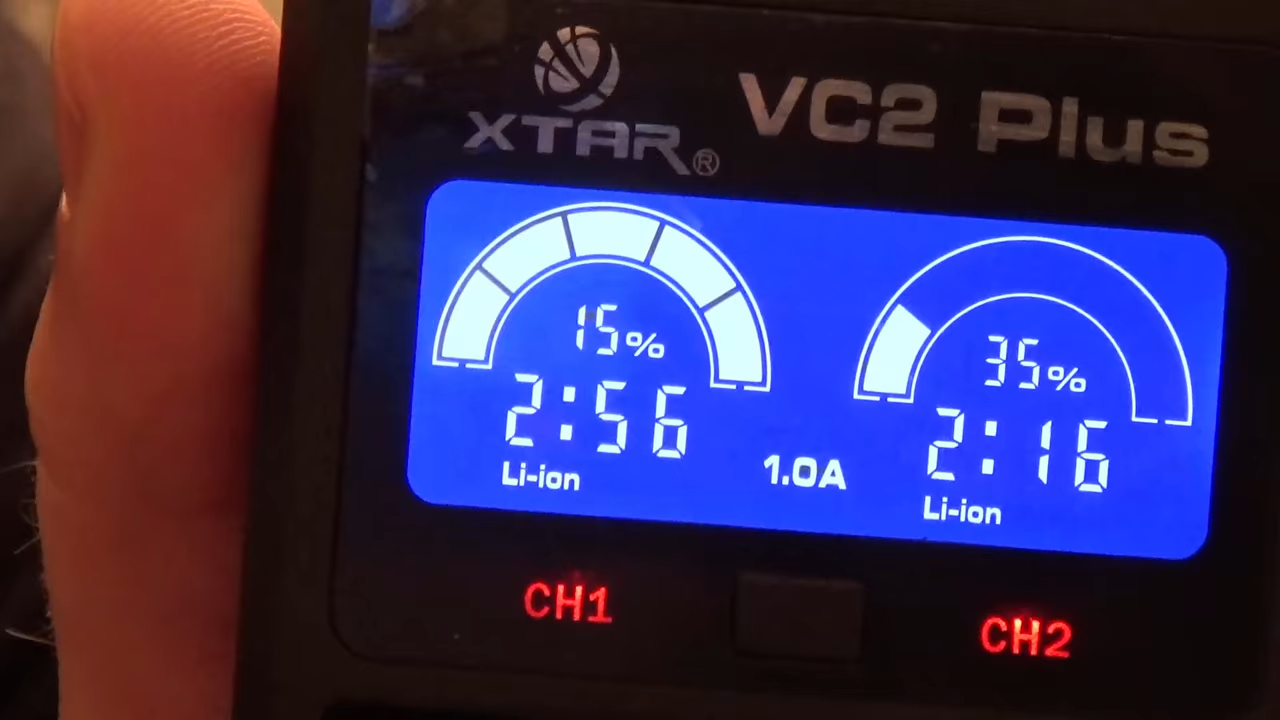 XTAR® VC2 Plus
15% 35%
2:56 2:16
Li-ion 1.0A Li-ion
CH1 CH2